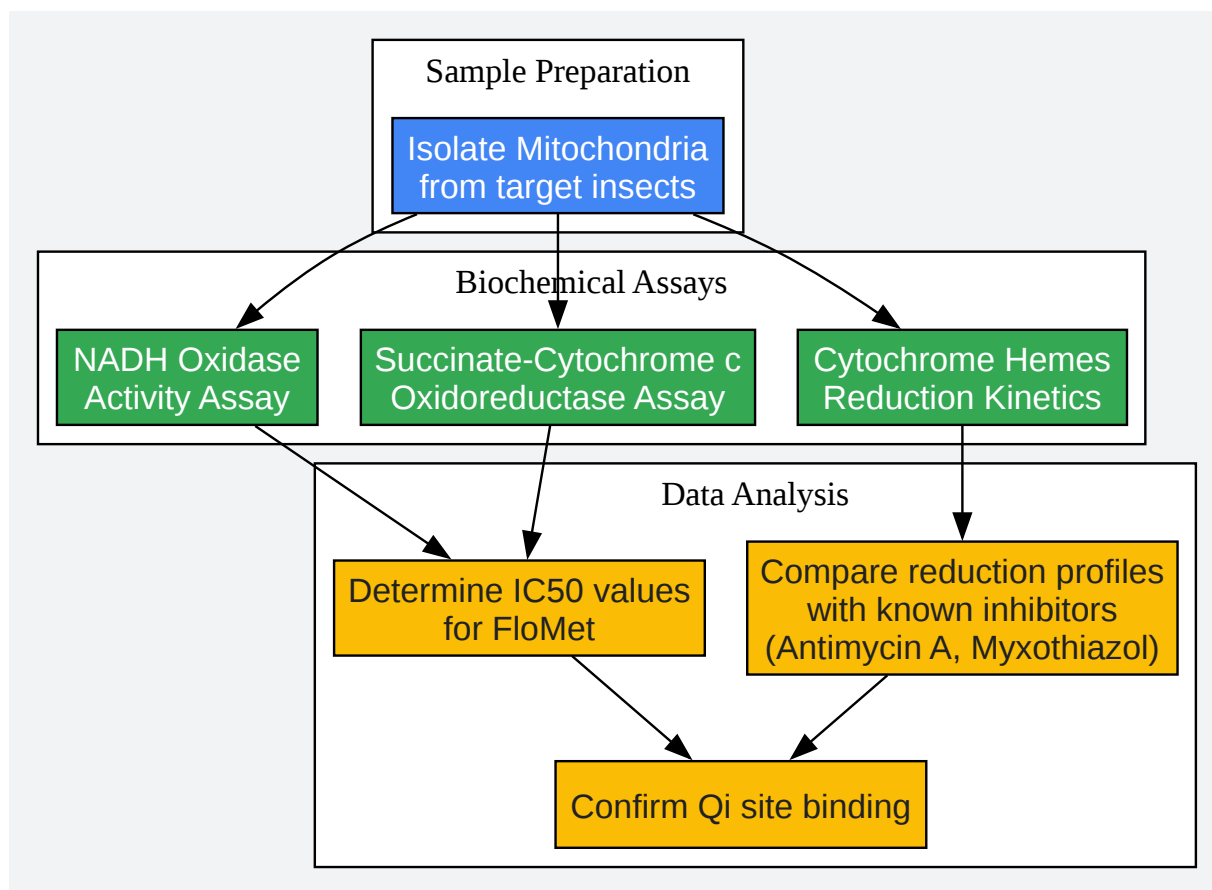 Sample Preparation
Isolate Mitochondria
from target insects
Biochemical Assays
NADH Oxidase
Activity Assay
Succinate-Cytochrome c
Oxidoreductase Assay
Cytochrome Hemes
Reduction Kinetics
Data Analysis
Determine IC50 values
for FloMet
Compare reduction profiles
with known inhibitors
(Antimycin A, Myxothiazol)
Confirm Qi site binding